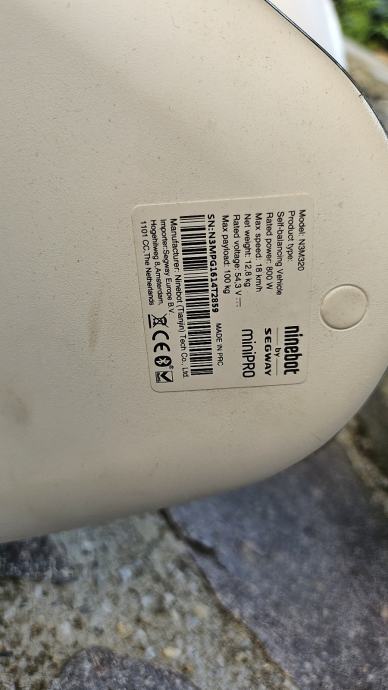 Model: N3M320
Product type:
Self-balancing Vehicle
Rated power: 800 W
Max speed: 18 km/h
Net weight: 12,8 kg
Rated voltage: 54,3 V
Max payload: 100 kg
ninebot
by
SEGWAY
miniPRO
SN:N3MPG1614T2859
MADE IN PRC
Manufacturer: Ninebot (Tianjin) Tech Co., Ltd.
Importer:Segway Europe B.V.
Hogehilweg 8,Amsterdam,
1101 CC,The Netherlands
CE